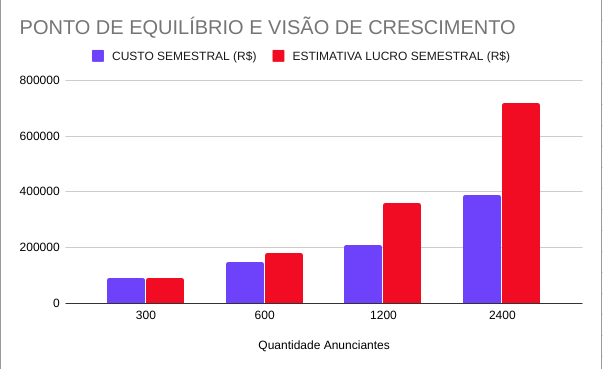 PONTO DE EQUILÍBRIO E VISÃO DE CRESCIMENTO
CUSTO SEMESTRAL (R$) ESTIMATIVA LUCRO SEMESTRAL (R$)
800000
600000
400000
200000
0
300 600 1200 2400
Quantidade Anunciantes